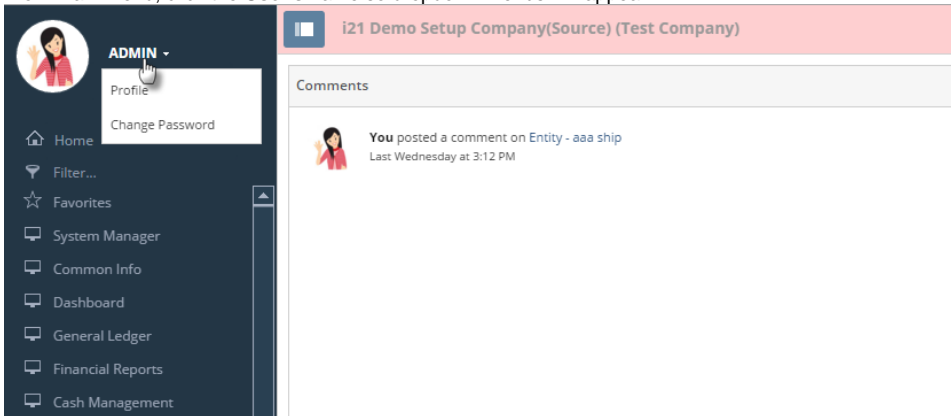 i21 Demo Setup Company(Source) (Test Company)
ADMIN
Profile
Change Password
Home
Filter...
Favorites
System Manager
Common Info
Dashboard
General Ledger
Financial Reports
Cash Management
Comments
You posted a comment on Entity - aaa ship
Last Wednesday at 3:12 PM